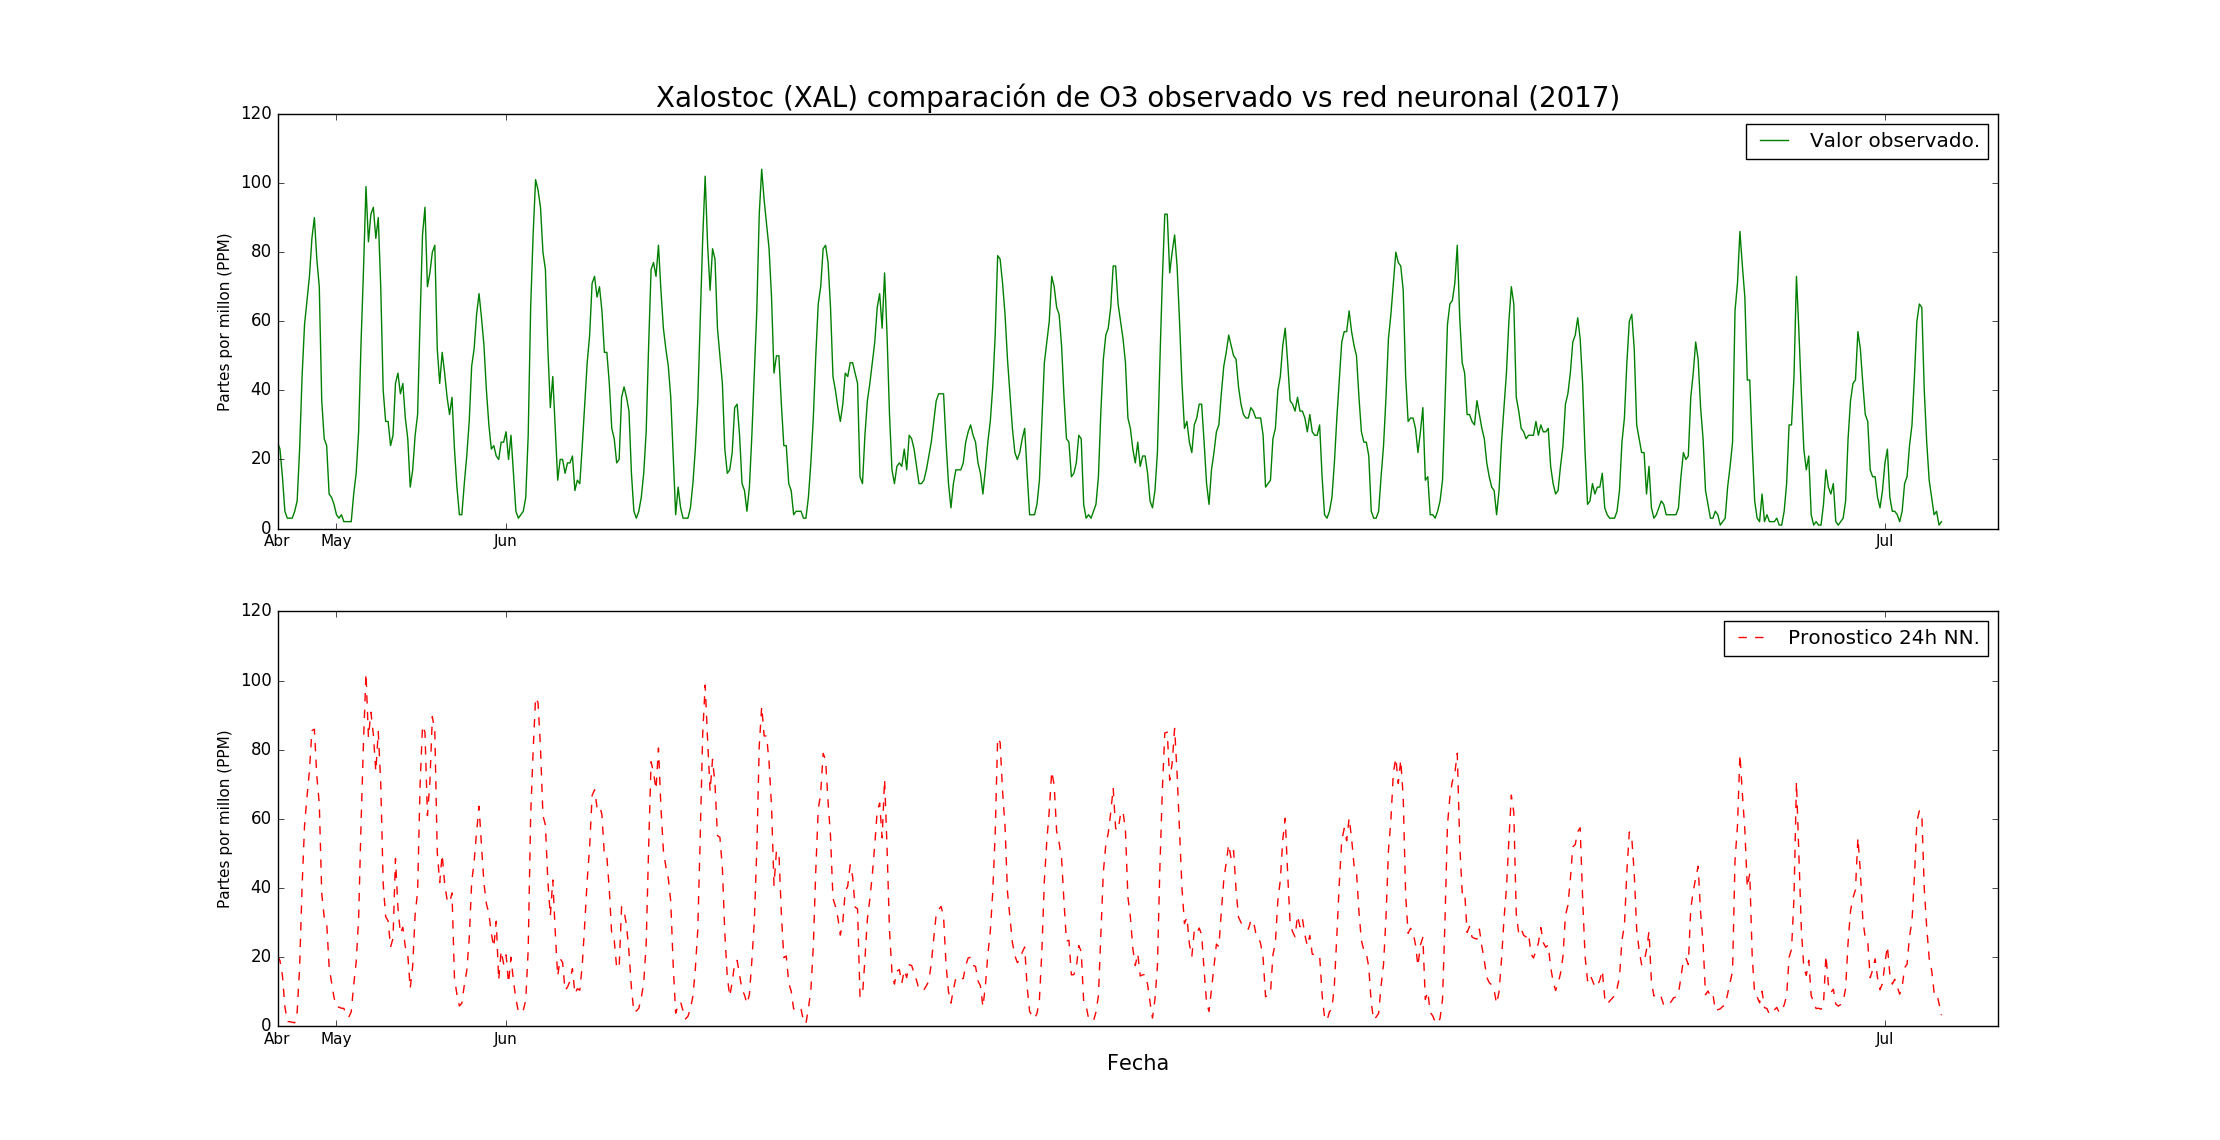 Xalostoc (XAL) comparación de O3 observado vs red neuronal (2017)
120
100
80
60
40
20
0
Partes por millon (PPM)
Valor observado.
Abr May Jun Jul
120
100
80
60
40
20
0
Partes por millon (PPM)
Pronostico 24h NN.
Abr May Jun Jul
Fecha